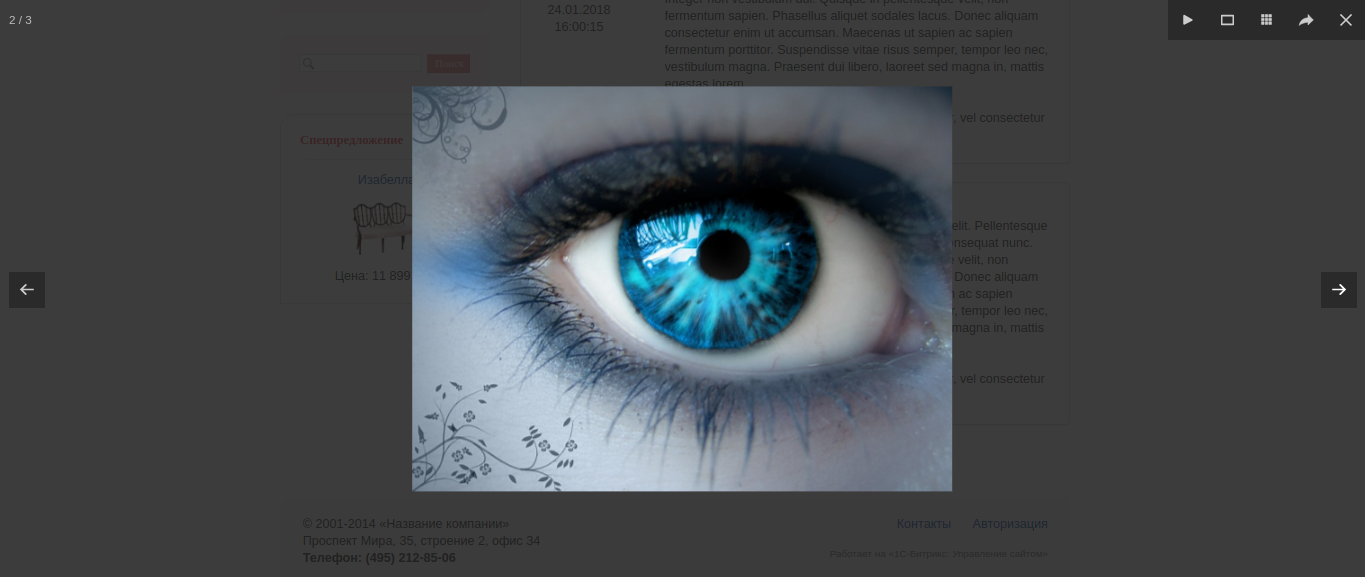 2 / 3
24.01.2018
16:00:15
fermentum sapien. Phasellus aliquet sodales lacus. Donec aliquam
consectetur enim ut accumsan. Maecenas ut sapien ac sapien
fermentum porttitor. Suspendisse vitae risus semper, tempor leo nec,
vestibulum magna. Praesent dui libero, laoreet sed magna in, mattis
egestas lorem.
, vel consectetur
Поиск
Спецпредложение
Изабелла
Цена: 11 899
elit. Pellentesque
nsequat nunc.
velit, non
Donec aliquam
ac sapien
, tempor leo nec,
magna in, mattis
, vel consectetur
© 2001-2014 «Название компании»
Проспект Мира, 35, строение 2, офис 34
Телефон: (495) 212-85-06
Контакты Авторизация
Работает на «1С-Битрикс: Управление сайтом»